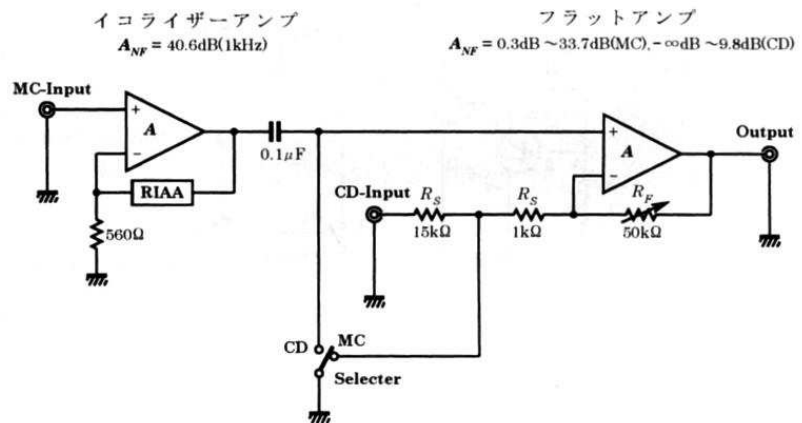 イコライザーアンプ
A_NF = 40.6dB(1kHz)
フラットアンプ
A_NF = 0.3dB ~33.7dB(MC), -∞dB ~9.8dB(CD)
MC-Input
+
A
−
0.1μF
RIAA
560Ω
+
A
−
Output
CD-Input
R_S
15kΩ
R_S
1kΩ
R_F
50kΩ
CD
MC
Selecter